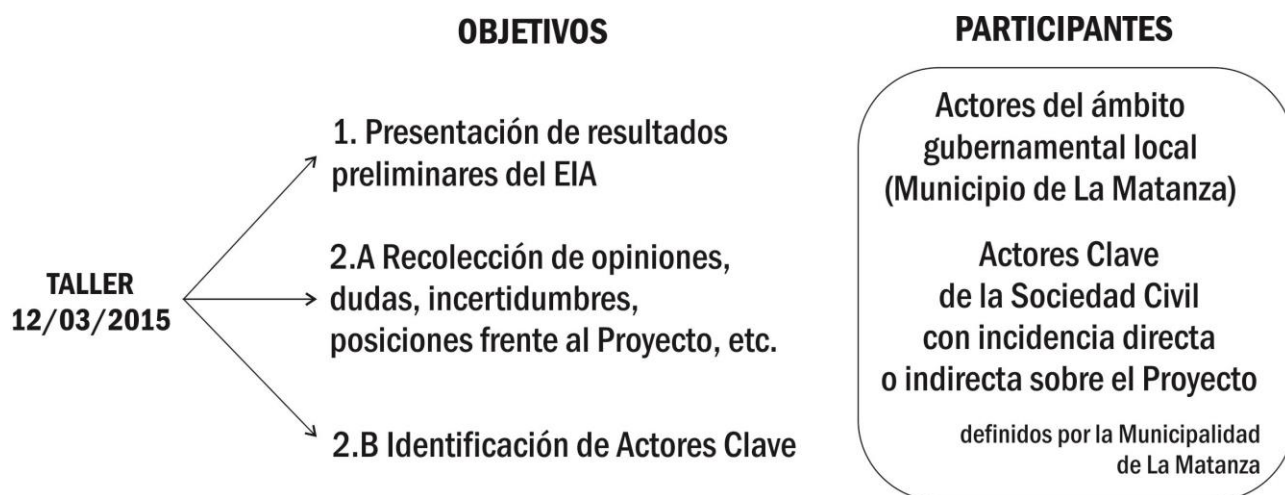 OBJETIVOS
PARTICIPANTES
TALLER
12/03/2015
1. Presentación de resultados
preliminares del EIA
2.A Recolección de opiniones,
dudas, incertidumbres,
posiciones frente al Proyecto, etc.
2.B Identificación de Actores Clave
Actores del ámbito
gubernamental local
(Municipio de La Matanza)
Actores Clave
de la Sociedad Civil
con incidencia directa
o indirecta sobre el Proyecto
definidos por la Municipalidad
de La Matanza